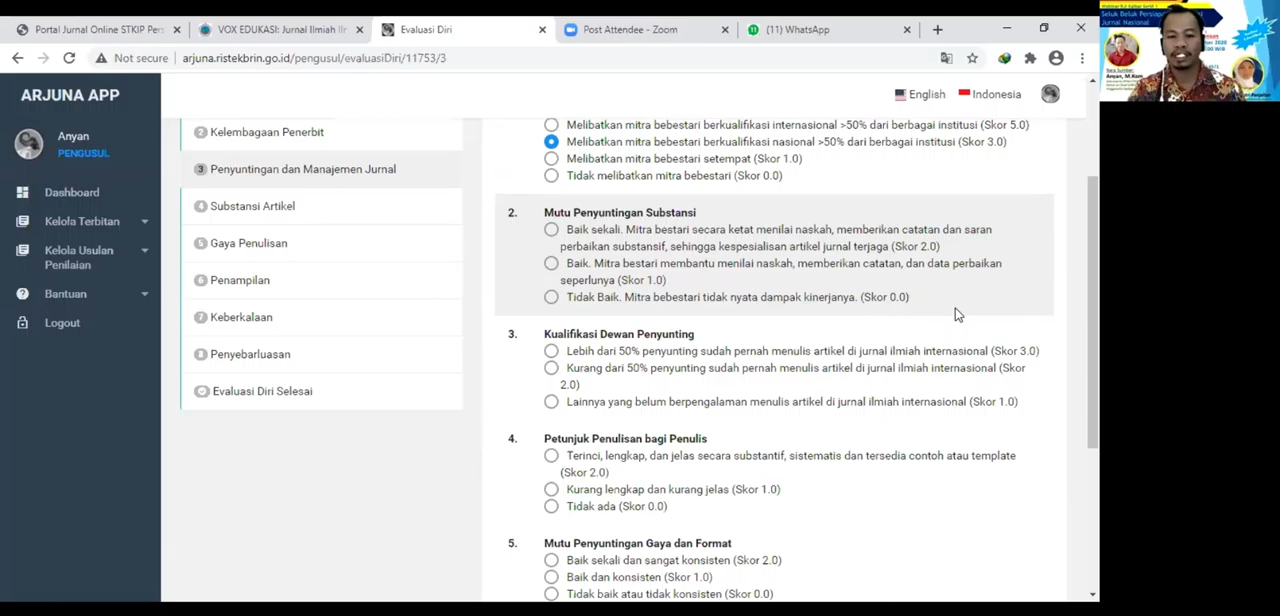 Portal Jurnal Online STKIP Pers
VOX EDUKASI: Jurnal Ilmiah Ilm
Evaluasi Diri
Post Attendee - Zoom
(11) WhatsApp
Not secure
arjuna.ristekbrin.go.id/pengusul/evaluasiDiri/11753/3
ARJUNA APP
English
Indonesia
Anyan
PENGUSUL
Dashboard
Kelola Terbitan
Kelola Usulan
Penilaian
Bantuan
Logout
2 Kelembagaan Penerbit
3 Penyuntingan dan Manajemen Jurnal
4 Substansi Artikel
5 Gaya Penulisan
6 Penampilan
7 Keberkalaan
8 Penyebarluasan
Evaluasi Diri Selesai
Melibatkan mitra bebestari berkualifikasi internasional >50% dari berbagai institusi (Skor 5.0)
Melibatkan mitra bebestari berkualifikasi nasional >50% dari berbagai institusi (Skor 3.0)
Melibatkan mitra bebestari setempat (Skor 1.0)
Tidak melibatkan mitra bebestari (Skor 0.0)
2. Mutu Penyuntingan Substansi
Baik sekali. Mitra bestari secara ketat menilai naskah, memberikan catatan dan saran
perbaikan substansif, sehingga kespesialisan artikel jurnal terjaga (Skor 2.0)
Baik. Mitra bestari membantu menilai naskah, memberikan catatan, dan data perbaikan
seperlunya (Skor 1.0)
Tidak Baik. Mitra bebestari tidak nyata dampak kinerjanya. (Skor 0.0)
3. Kualifikasi Dewan Penyunting
Lebih dari 50% penyunting sudah pernah menulis artikel di jurnal ilmiah internasional (Skor 3.0)
Kurang dari 50% penyunting sudah pernah menulis artikel di jurnal ilmiah internasional (Skor
2.0)
Lainnya yang belum berpengalaman menulis artikel di jurnal ilmiah internasional (Skor 1.0)
4. Petunjuk Penulisan bagi Penulis
Terinci, lengkap, dan jelas secara substantif, sistematis dan tersedia contoh atau template
(Skor 2.0)
Kurang lengkap dan kurang jelas (Skor 1.0)
Tidak ada (Skor 0.0)
5. Mutu Penyuntingan Gaya dan Format
Baik sekali dan sangat konsisten (Skor 2.0)
Baik dan konsisten (Skor 1.0)
Tidak baik atau tidak konsisten (Skor 0.0)
Seluk Beluk
Jurnal Nasional
Anyan, M.Kom